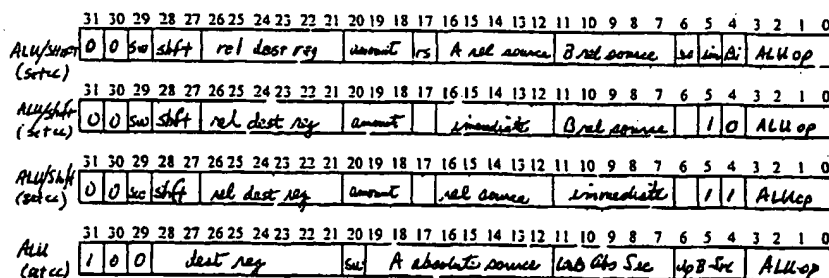 31 30 29 28 27 26 25 24 23 22 21 20 19 18 17 16 15 14 13 12 11 10 9 8 7 6 5 4 3 2 1 0
ALU/Shift 0 0 shft rel dest reg amount rs A rel source B rel source im Bi ALU op
(setcc)
31 30 29 28 27 26 25 24 23 22 21 20 19 18 17 16 15 14 13 12 11 10 9 8 7 6 5 4 3 2 1 0
ALU/Shft 0 0 shft rel dest reg amount immediate B rel source 1 0 ALU op
(setcc)
31 30 29 28 27 26 25 24 23 22 21 20 19 18 17 16 15 14 13 12 11 10 9 8 7 6 5 4 3 2 1 0
ALU/Shft 0 0 shft rel dest reg amount rel source immediate 1 1 ALUop
(setcc)
31 30 29 28 27 26 25 24 23 22 21 20 19 18 17 16 15 14 13 12 11 10 9 8 7 6 5 4 3 2 1 0
ALU 1 0 0 dest reg A absolute source ALU-op
(setcc)